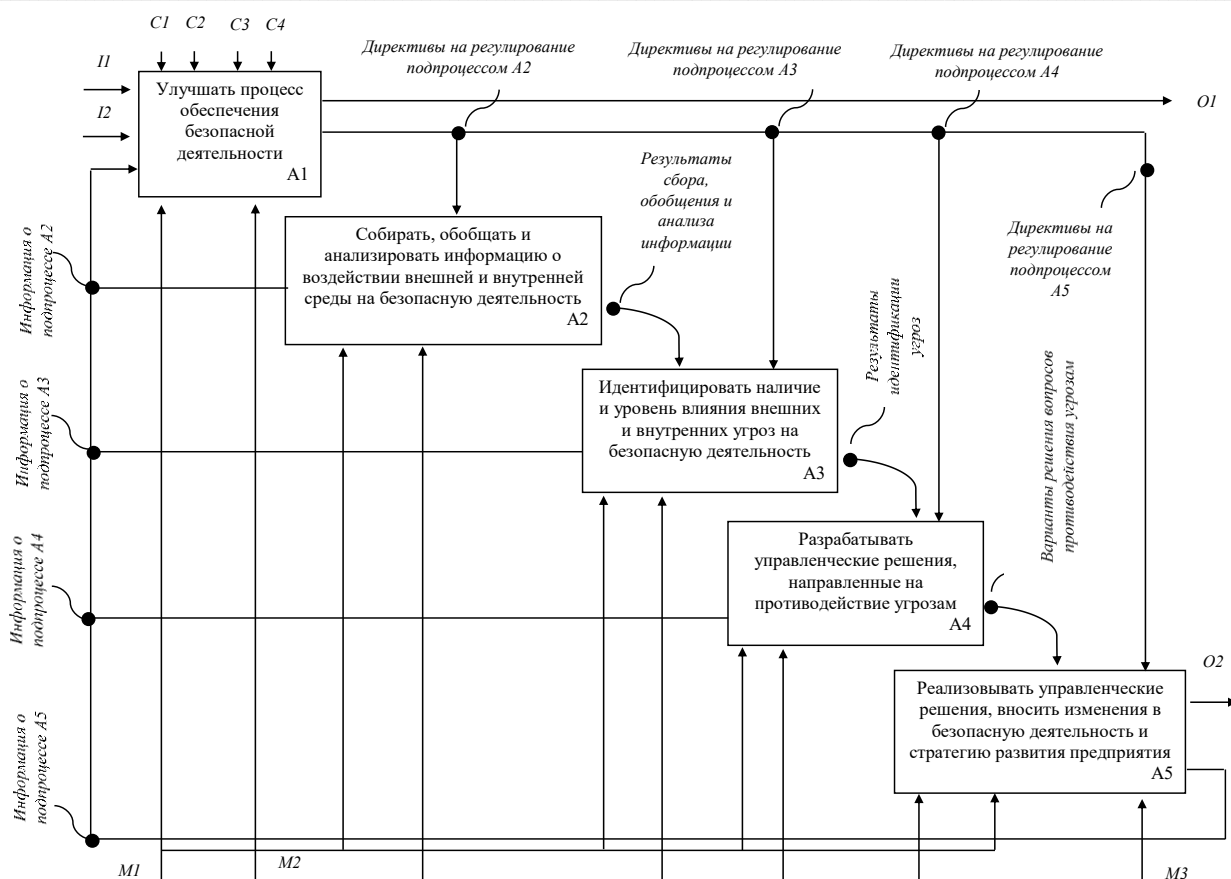 C1
C2
C3
C4
I1
I2
Улучшать процесс
обеспечения
безопасной
деятельности
A1
Директивы на регулирование
подпроцессом A2
Директивы на регулирование
подпроцессом A3
Директивы на регулирование
подпроцессом A4
O1
Результаты
сбора,
обобщения и
анализа
информации
Директивы на
регулирование
подпроцессом
A5
Информация о
подпроцессе A2
Собирать, обобщать и
анализировать информацию о
воздействии внешней и внутренней
среды на безопасную деятельность
A2
Результаты
идентификации
угроз
Информация о
подпроцессе A3
Идентифицировать наличие
и уровень влияния внешних
и внутренних угроз на
безопасную деятельность
A3
Варианты решения вопросов
противодействия угрозам
Информация о
подпроцессе A4
Разрабатывать
управленческие решения,
направленные на
противодействие угрозам
A4
O2
Информация о
подпроцессе A5
Реализовывать управленческие
решения, вносить изменения в
безопасную деятельность и
стратегию развития предприятия
A5
M1
M2
M3